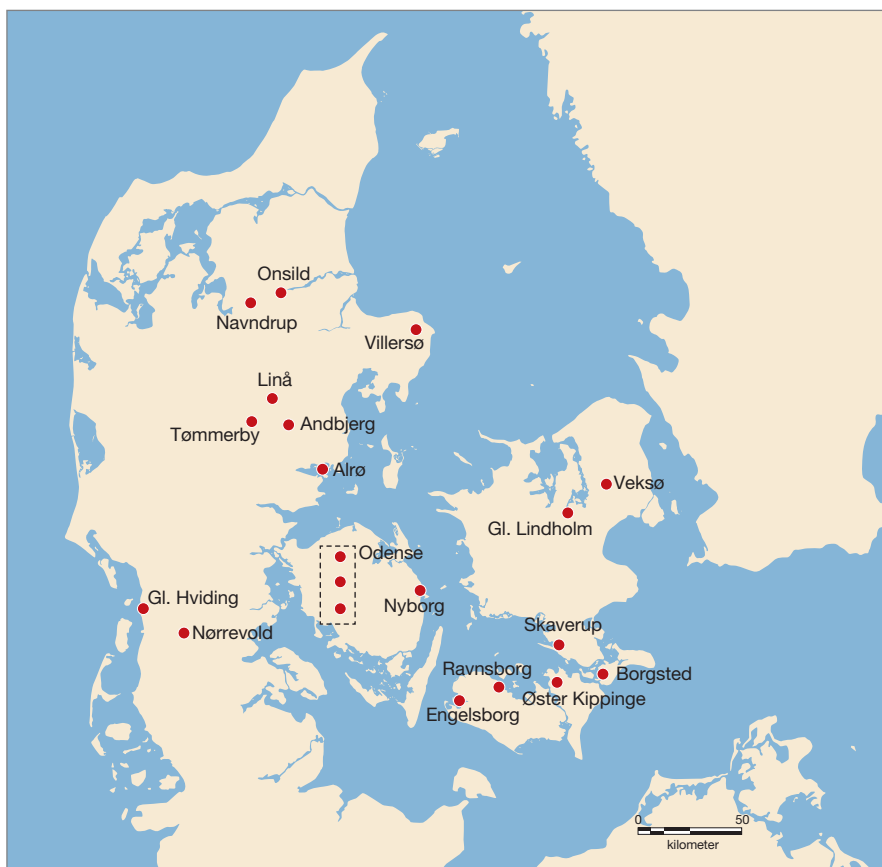 Onsild
Navndrup
Villersø
Linå
Tømmerby
Andbjerg
Alrø
Veksø
Gl. Lindholm
Odense
Nyborg
Gl. Hviding
Nørrevold
Skaverup
Ravnsborg
Borgsted
Øster Kippinge
Engelsborg
0 50
kilometer